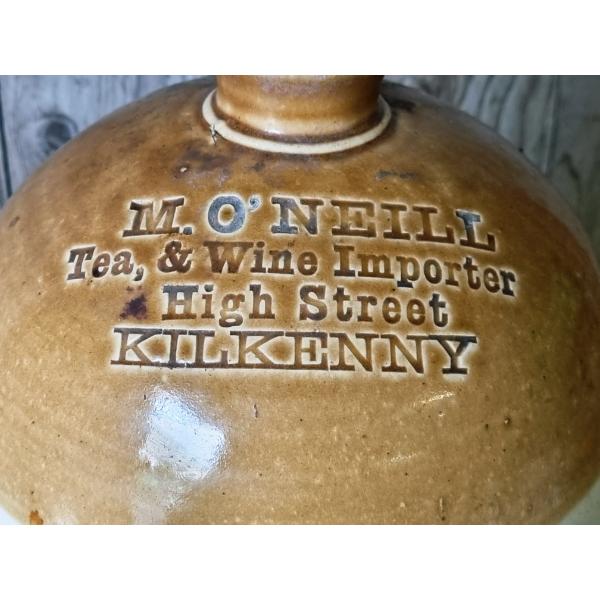 M. O'NEILL
Tea, & Wine Importer
High Street
KILKENNY